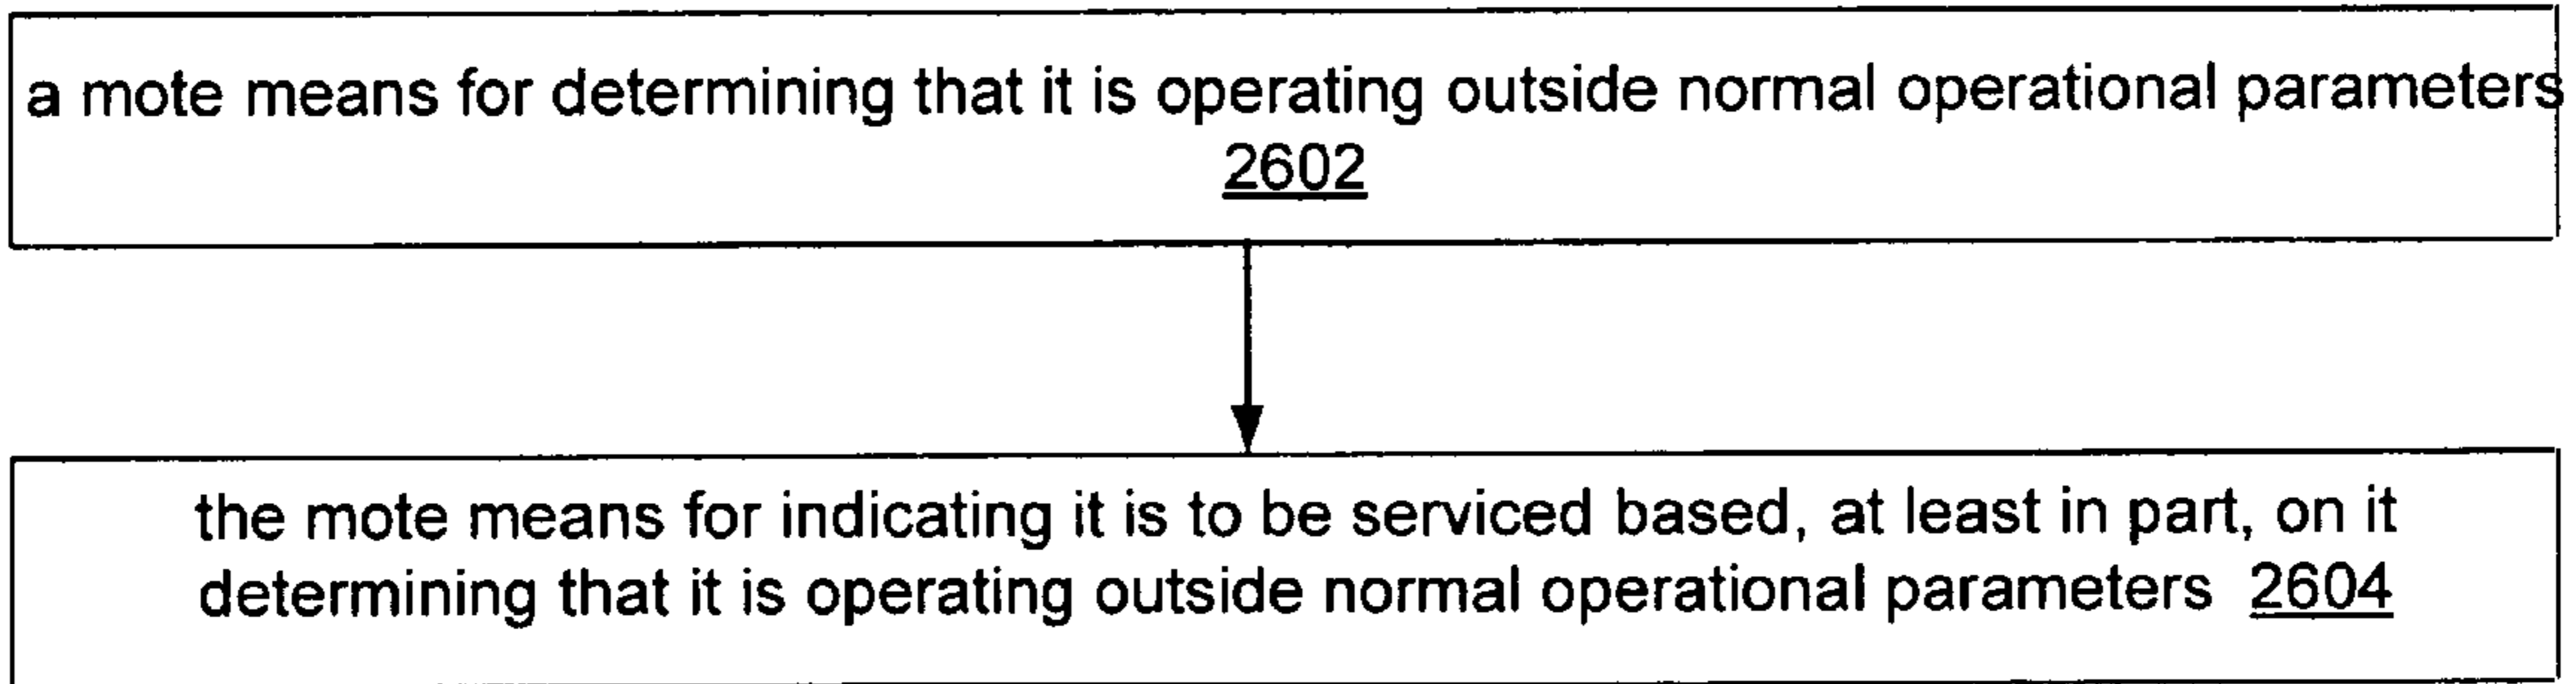 a mote means for determining that it is operating outside normal operational parameters
2602
the mote means for indicating it is to be serviced based, at least in part, on it
determining that it is operating outside normal operational parameters 2604